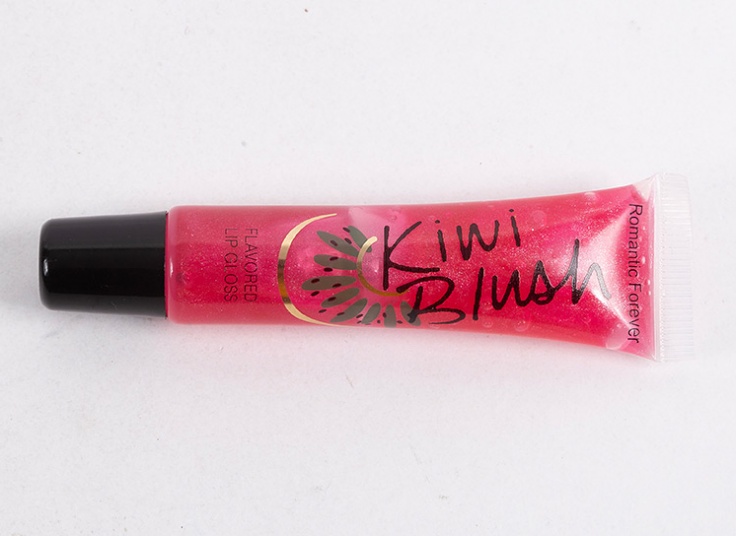 Kiwi
Blush
FLAVORED
LIP GLOSS
Romantic Forever